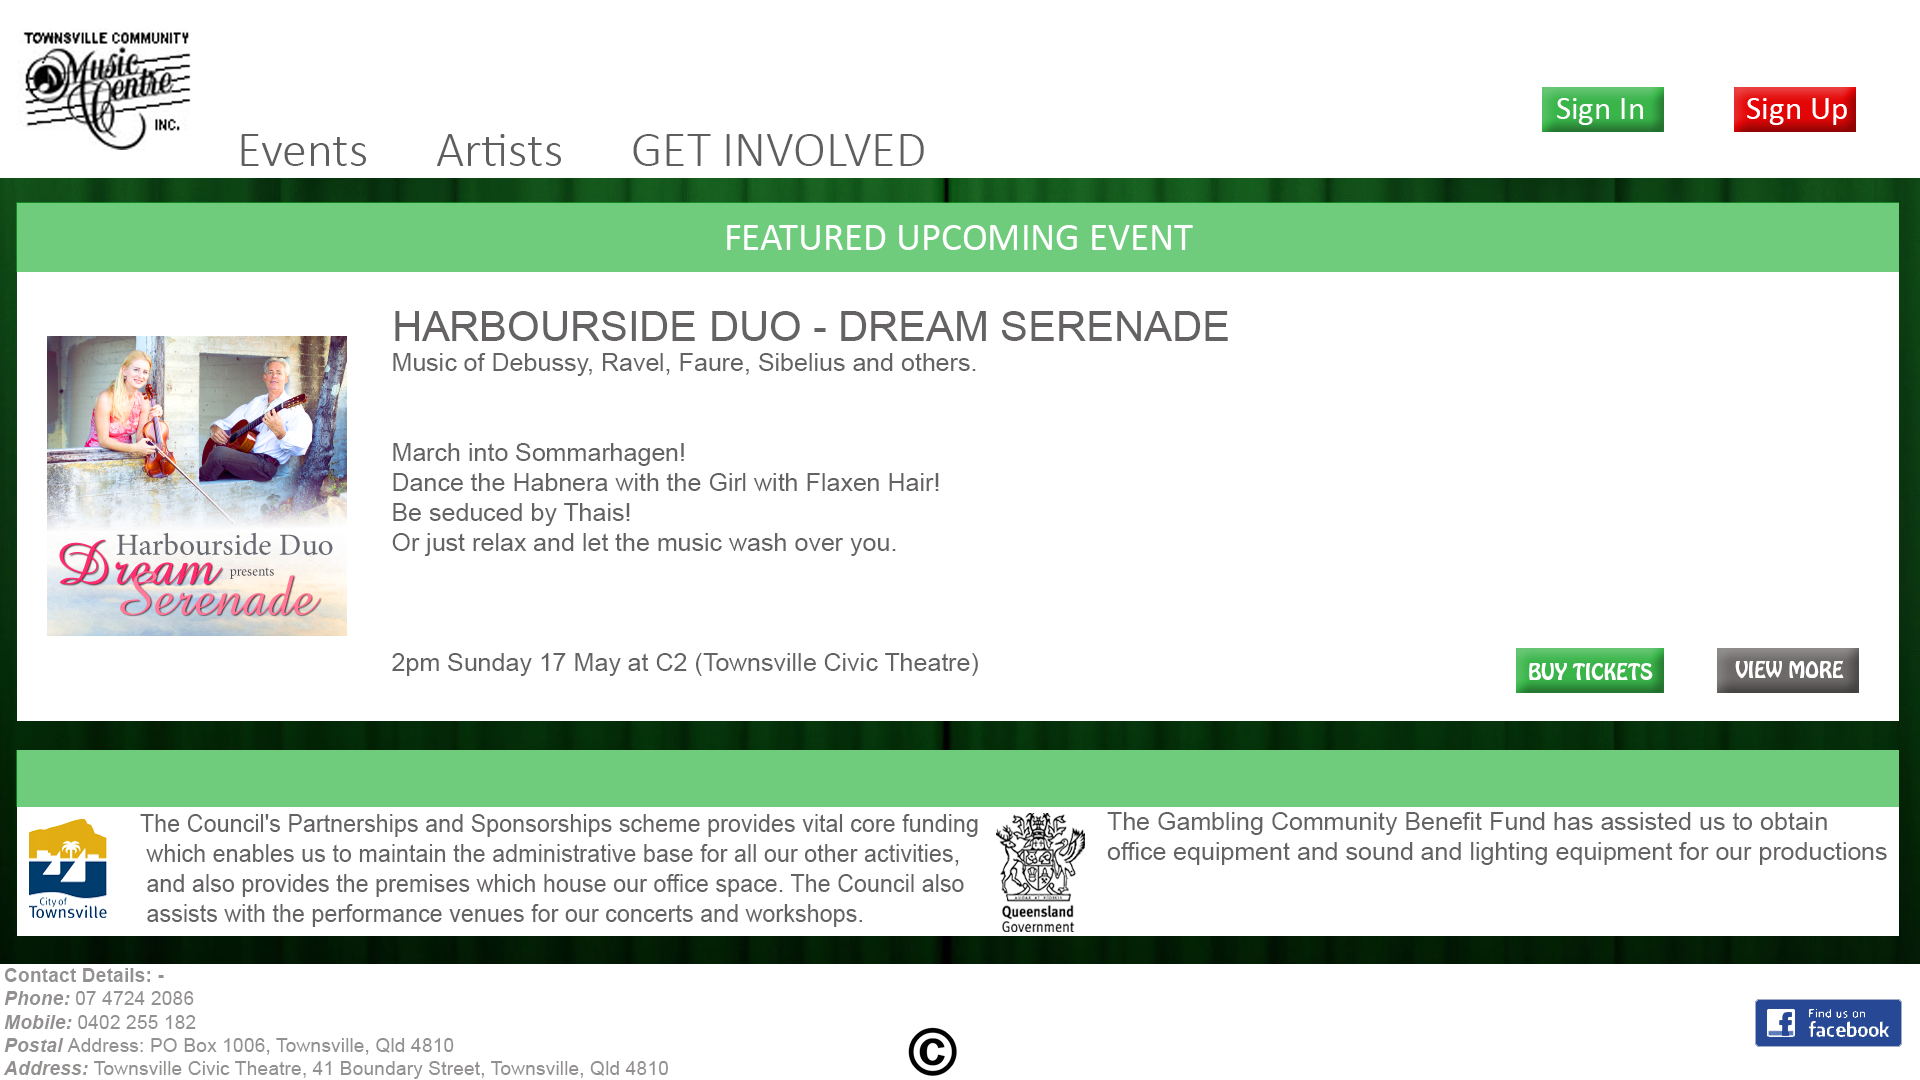 TOWNSVILLE COMMUNITY
Music
Centre
INC.
Events Artists GET INVOLVED
Sign In Sign Up
FEATURED UPCOMING EVENT
HARBOURSIDE DUO - DREAM SERENADE
Music of Debussy, Ravel, Faure, Sibelius and others.
March into Sommarhagen!
Dance the Habnera with the Girl with Flaxen Hair!
Be seduced by Thais!
Or just relax and let the music wash over you.
Harbourside Duo
presents
Dream
Serenade
2pm Sunday 17 May at C2 (Townsville Civic Theatre)
BUY TICKETS VIEW MORE
City of
Townsville
The Council's Partnerships and Sponsorships scheme provides vital core funding
which enables us to maintain the administrative base for all our other activities,
and also provides the premises which house our office space. The Council also
assists with the performance venues for our concerts and workshops.
Queensland
Government
The Gambling Community Benefit Fund has assisted us to obtain
office equipment and sound and lighting equipment for our productions
Contact Details: -
Phone: 07 4724 2086
Mobile: 0402 255 182
Postal Address: PO Box 1006, Townsville, Qld 4810
Address: Townsville Civic Theatre, 41 Boundary Street, Townsville, Qld 4810
©
Find us on
facebook